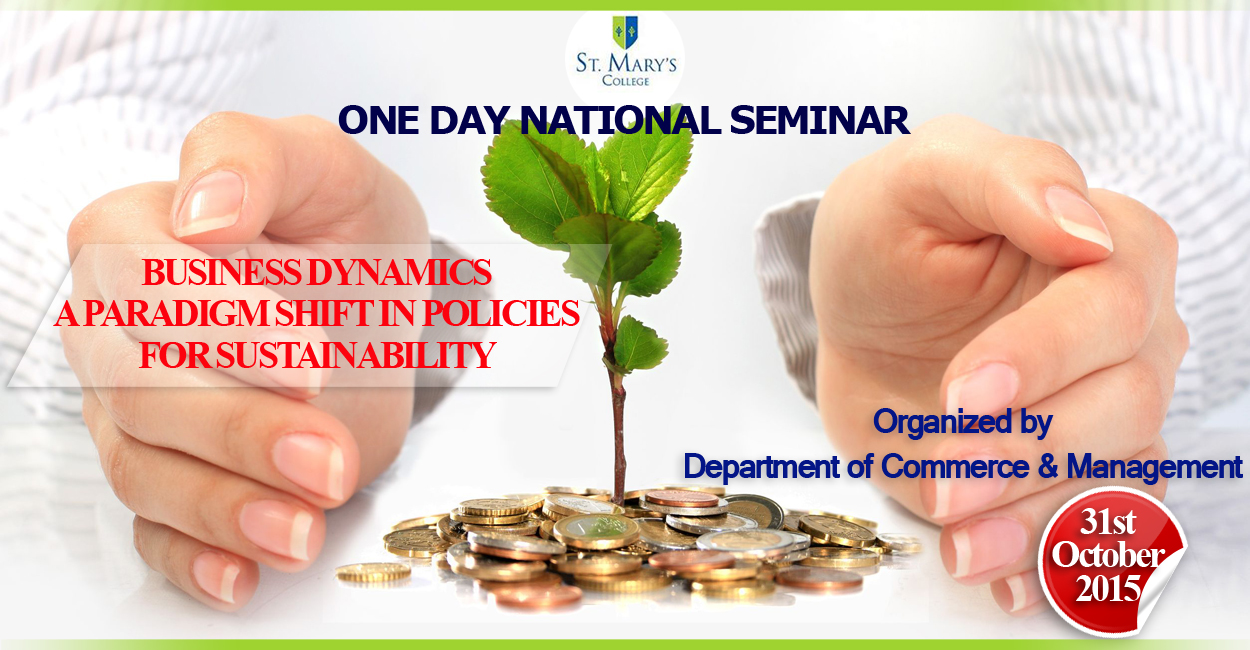 ST. MARY'S
COLLEGE
ONE DAY NATIONAL SEMINAR
BUSINESS DYNAMICS
A PARADIGM SHIFT IN POLICIES
FOR SUSTAINABILITY
Organized by
Department of Commerce & Management
31st
October
2015